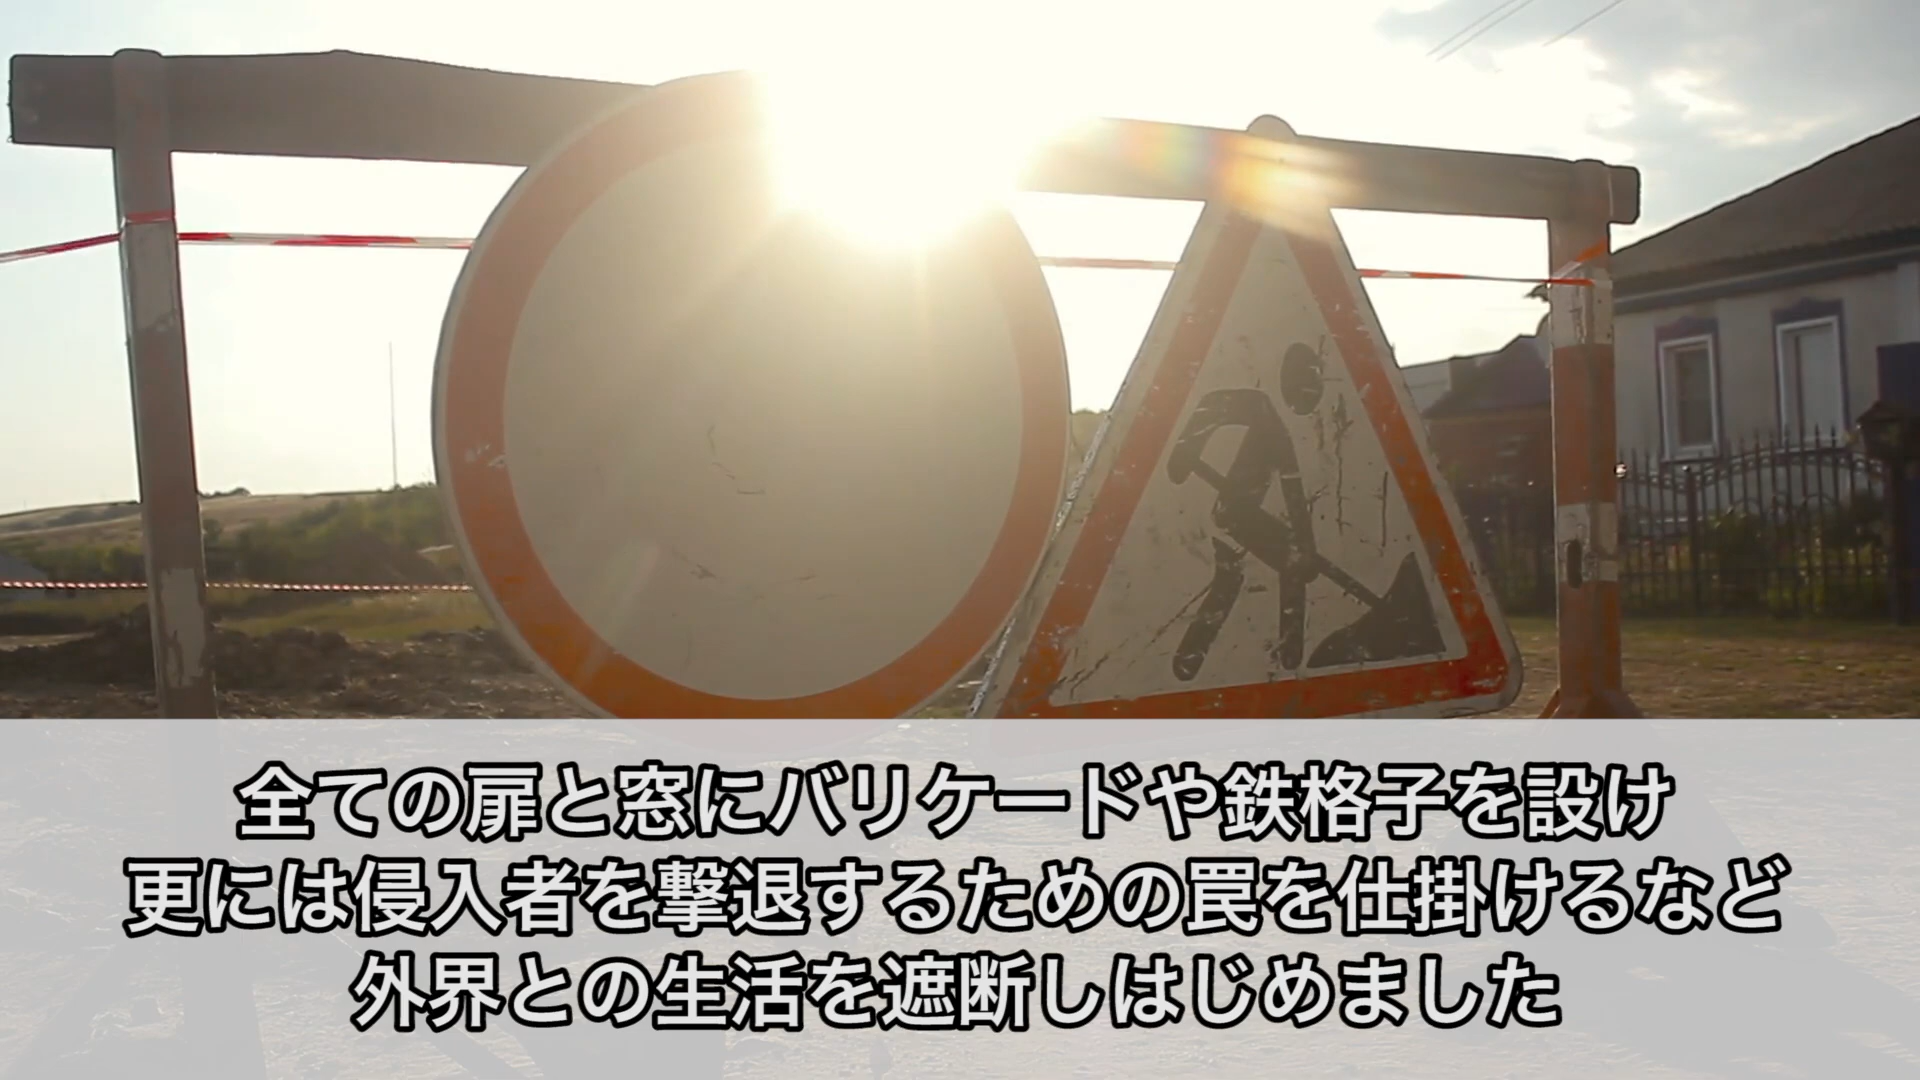 全ての扉と窓にバリケードや鉄格子を設け
更には侵入者を撃退するための罠を仕掛けるなど
外界との生活を遮断しはじめました